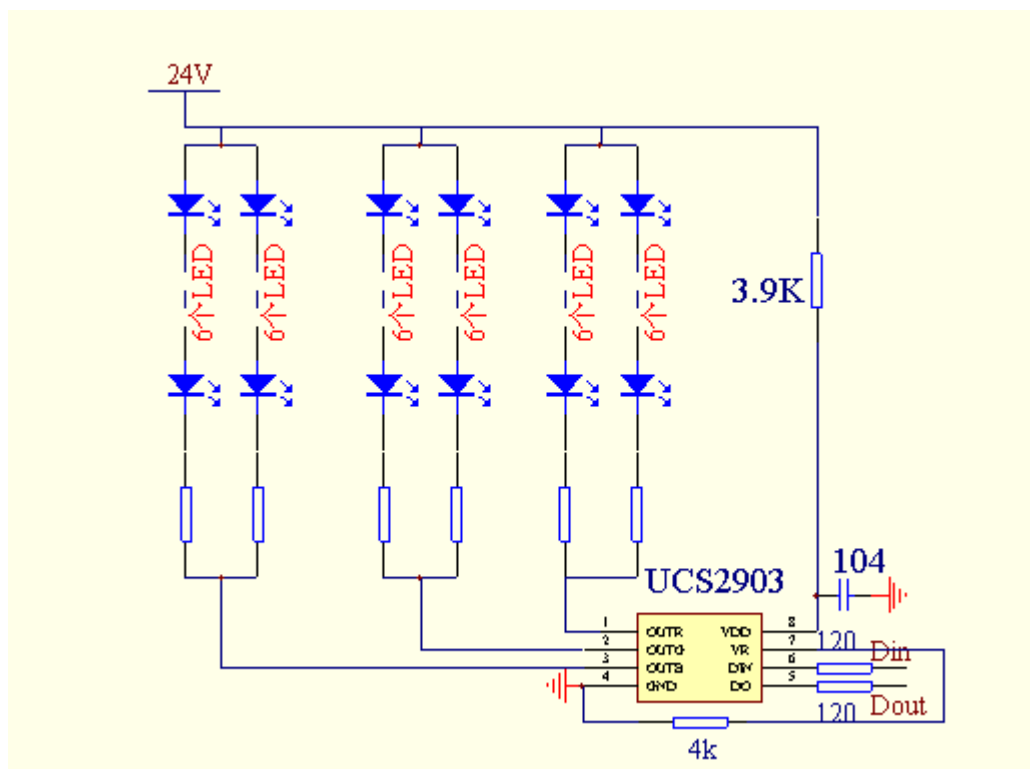 24V
6个LED
6个LED
6个LED
6个LED
6个LED
6个LED
3.9K
104
UCS2903
1 OUTR VDD 8
2 OUTG VR 7
3 OUTB DIN 6
4 GND DO 5
120 Din
120 Dout
4k